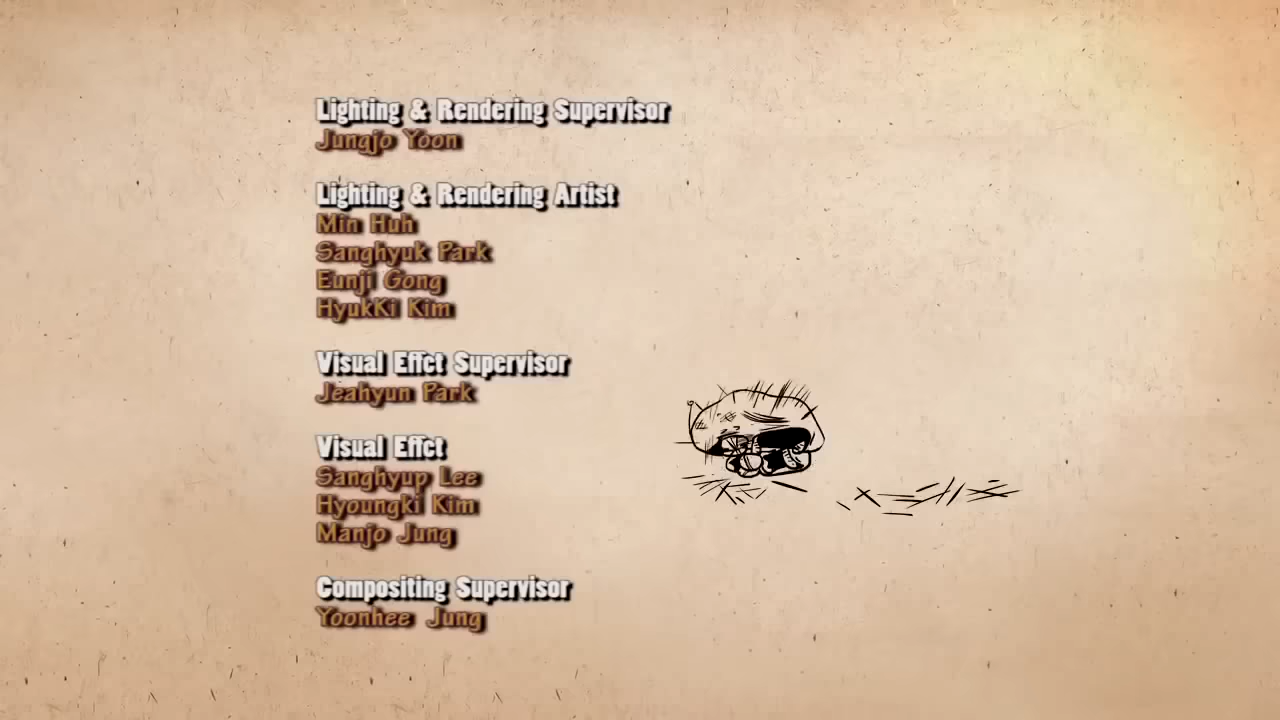 Lighting & Rendering Supervisor
Jungjo Yoon
Lighting & Rendering Artist
Min Huh
Sanghyuk Park
Eunji Gong
HyukKi Kim
Visual Effct Supervisor
Jeahyun Park
Visual Effct
Sanghyup Lee
Hyoungki Kim
Manjo Jung
Compositing Supervisor
Yoonhee Jung